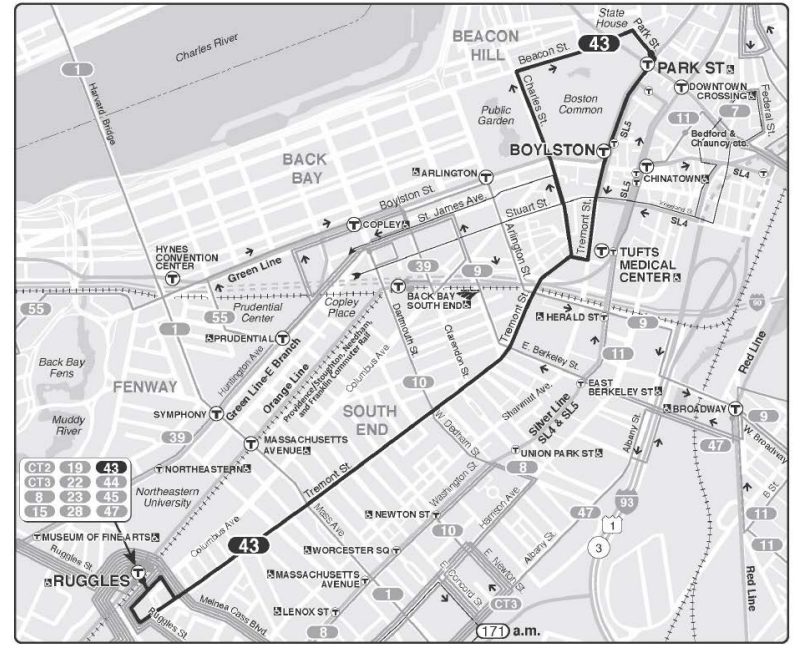 State
House
Park St.
BEACON
HILL
Beacon St.
43
Charles River
1
Harvard Bridge
PARK ST
DOWNTOWN
CROSSING
Federal St.
Charles St.
Boston
Common
Public
Garden
11
7
Bedford &
Chauncy sts.
SL5
BOYLSTON
BACK
BAY
ARLINGTON
CHINATOWN
SL4
SL5
Boylston St.
St. James Ave.
Stuart St.
SL4
COPLEY
Tremont St.
Arlington St.
HYNES
CONVENTION
CENTER
Green Line
TUFTS
MEDICAL
CENTER
39
9
BACK BAY
SOUTH END
Copley
Place
55
55
Prudential
Center
90
1
PRUDENTIAL
Tremont St.
HERALD ST
9
Red Line
Dartmouth St.
Clarendon St.
Columbus Ave.
Huntington Ave
Green Line-E Branch
Orange Line
Providence/Stoughton, Needham,
and Franklin Commuter Rail
Back Bay
Fens
FENWAY
E. Berkeley St.
11
10
Shawmut Ave.
EAST
BERKELEY ST
BROADWAY
9
SYMPHONY
SOUTH
END
Silver Line
SL4 & SL5
Albany St.
Muddy
River
39
MASSACHUSETTS
AVENUE
W. Dedham St.
47
W. Broadway
UNION PARK ST
8
CT2 19 43
CT3 22 44
8 23 45
15 28 47
NORTHEASTERN
Tremont St.
Washington St.
Harrison Ave.
B St.
Northeastern
University
93
1
3
47
11
11
NEWTON ST
Mass Ave
10
MUSEUM OF FINE ARTS
Columbus Ave.
43
WORCESTER SQ
Albany St.
Ruggles St.
RUGGLES
MASSACHUSETTS
AVENUE
E. Newton St.
E. Concord St.
Red Line
Melnea Cass Blvd.
1
CT3
Ruggles St.
LENOX ST
8
171 a.m.